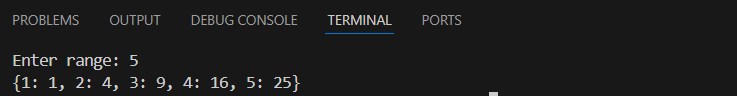 PROBLEMS OUTPUT DEBUG CONSOLE TERMINAL PORTS
Enter range: 5
{1: 1, 2: 4, 3: 9, 4: 16, 5: 25}